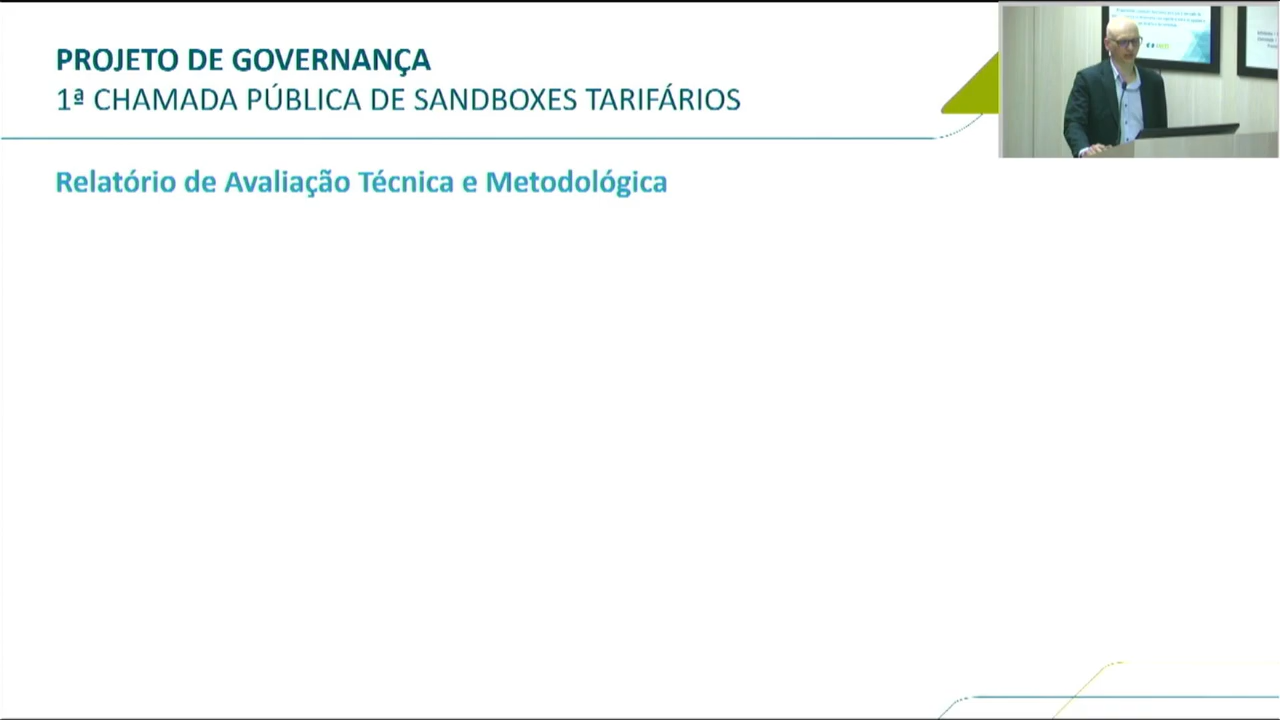 PROJETO DE GOVERNANÇA
1ª CHAMADA PÚBLICA DE SANDBOXES TARIFÁRIOS
Relatório de Avaliação Técnica e Metodológica